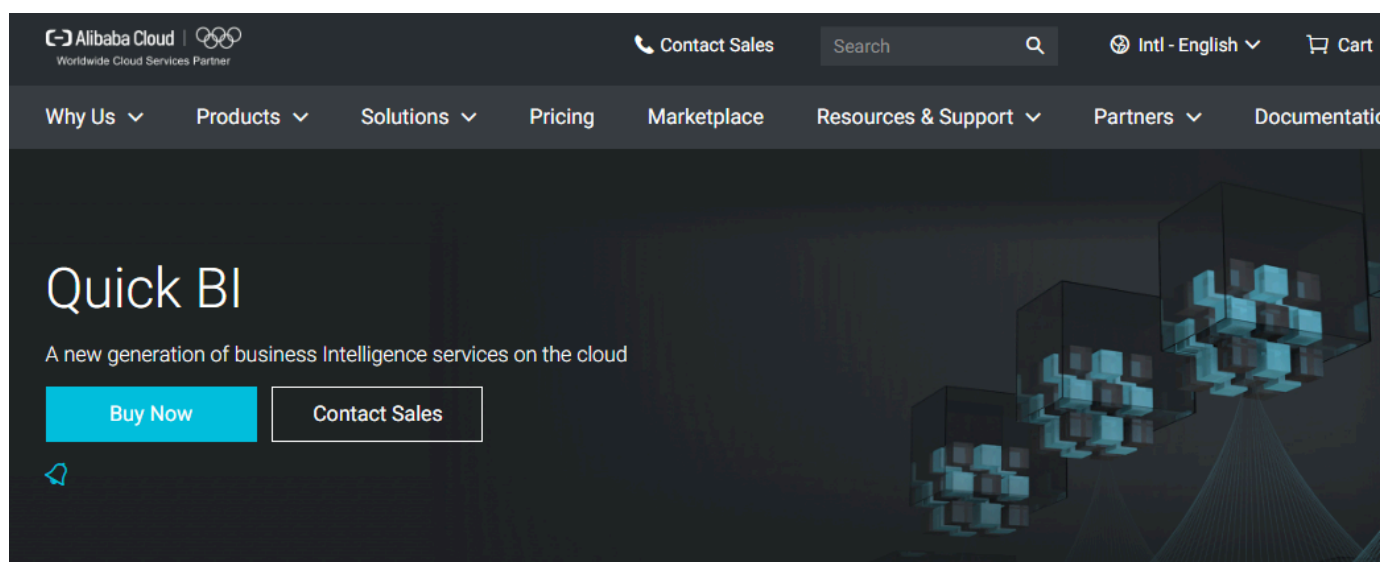 Alibaba Cloud
Worldwide Cloud Services Partner
Contact Sales
Search
Intl - English
Cart
Why Us
Products
Solutions
Pricing
Marketplace
Resources & Support
Partners
Documentatio
Quick BI
A new generation of business Intelligence services on the cloud
Buy Now
Contact Sales